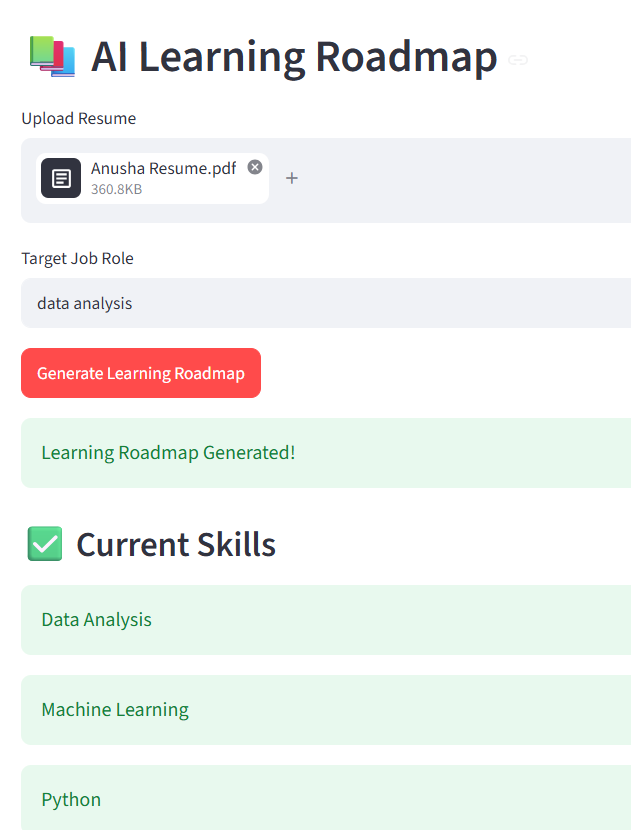 AI Learning Roadmap
Upload Resume
Anusha Resume.pdf
360.8KB
Target Job Role
data analysis
Generate Learning Roadmap
Learning Roadmap Generated!
Current Skills
Data Analysis
Machine Learning
Python